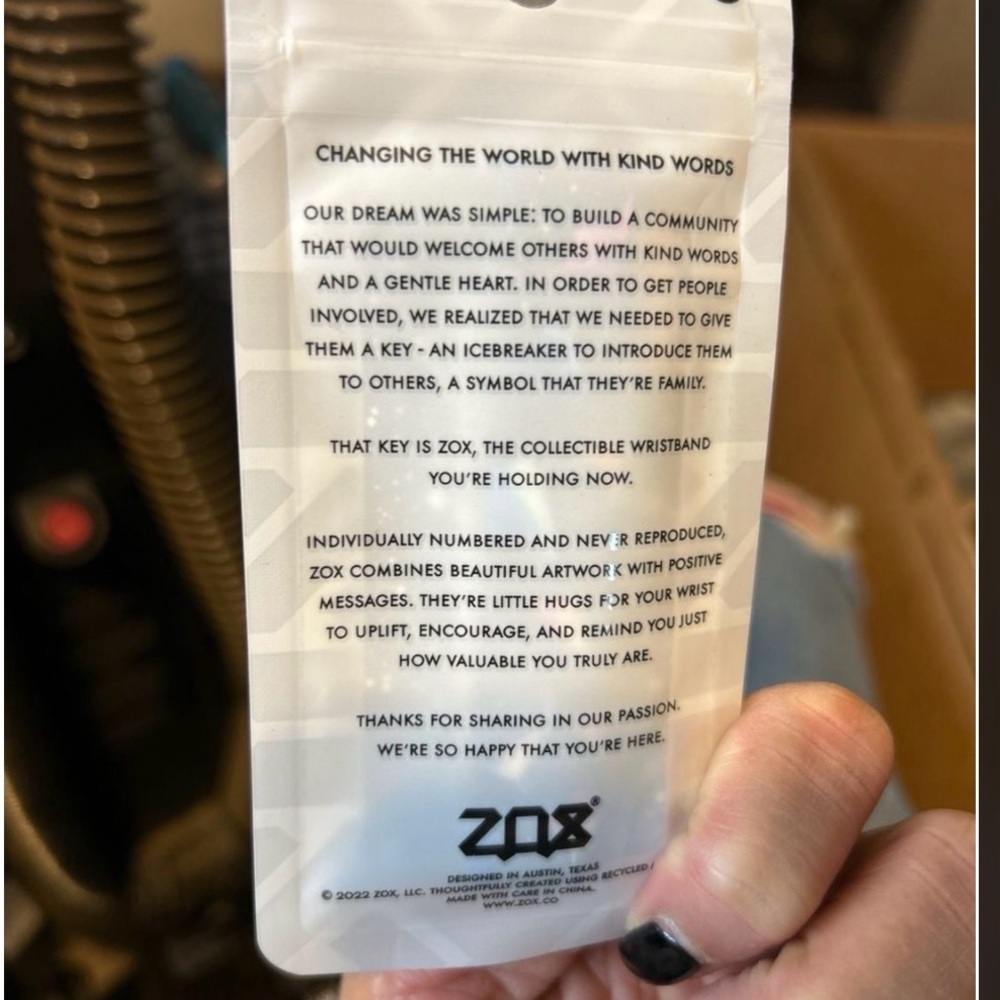 CHANGING THE WORLD WITH KIND WORDS
OUR DREAM WAS SIMPLE: TO BUILD A COMMUNITY
THAT WOULD WELCOME OTHERS WITH KIND WORDS
AND A GENTLE HEART. IN ORDER TO GET PEOPLE
INVOLVED, WE REALIZED THAT WE NEEDED TO GIVE
THEM A KEY - AN ICEBREAKER TO INTRODUCE THEM
TO OTHERS, A SYMBOL THAT THEY'RE FAMILY.
THAT KEY IS ZOX, THE COLLECTIBLE WRISTBAND
YOU'RE HOLDING NOW.
INDIVIDUALLY NUMBERED AND NEVER REPRODUCED,
ZOX COMBINES BEAUTIFUL ARTWORK WITH POSITIVE
MESSAGES. THEY'RE LITTLE HUGS FOR YOUR WRIST
TO UPLIFT, ENCOURAGE, AND REMIND YOU JUST
HOW VALUABLE YOU TRULY ARE.
THANKS FOR SHARING IN OUR PASSION.
WE'RE SO HAPPY THAT YOU'RE HERE.
ZOX®
DESIGNED IN AUSTIN, TEXAS
© 2022 ZOX, LLC. THOUGHTFULLY CREATED USING RECYCLED
MADE WITH CARE IN CHINA.
WWW.ZOX.CO